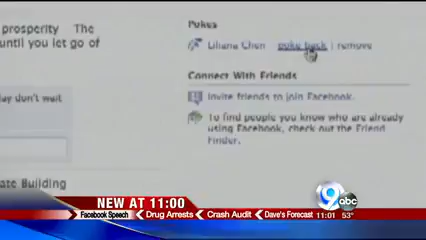 prosperity The
until you let go of
lay don't wait
ate Building
Pokes
Liliana Chen poke back | remove
Connect With Friends
Invite friends to join Facebook.
To find people you know who are already
using Facebook, check out the Friend
Finder.
NEW AT 11:00
9 abc
Facebook Speech Drug Arrests Crash Audit Dave's Forecast 11:01 53°